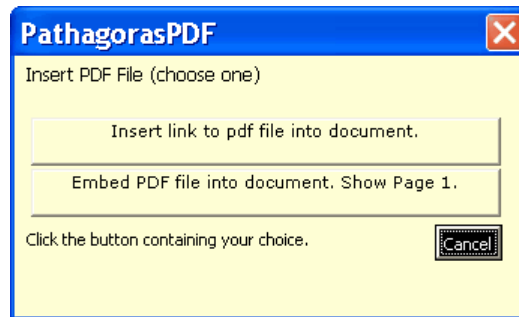 PathagorasPDF
Insert PDF File (choose one)
Insert link to pdf file into document.
Embed PDF file into document. Show Page 1.
Click the button containing your choice.
Cancel